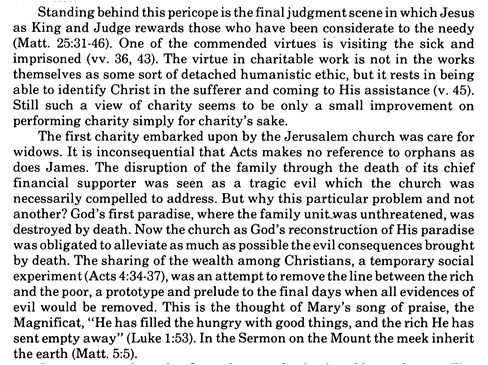 Standing behind this pericope is the final judgment scene in which Jesus
as King and Judge rewards those who have been considerate to the needy
(Matt. 25:31-46). One of the commended virtues is visiting the sick and
imprisoned (vv. 36, 43). The virtue in charitable work is not in the works
themselves as some sort of detached humanistic ethic, but it rests in being
able to identify Christ in the sufferer and coming to His assistance (v. 45).
Still such a view of charity seems to be only a small improvement on
performing charity simply for charity's sake.
The first charity embarked upon by the Jerusalem church was care for
widows. It is inconsequential that Acts makes no reference to orphans as
does James. The disruption of the family through the death of its chief
financial supporter was seen as a tragic evil which the church was
necessarily compelled to address. But why this particular problem and not
another? God's first paradise, where the family unit was unthreatened, was
destroyed by death. Now the church as God's reconstruction of His paradise
was obligated to alleviate as much as possible the evil consequences brought
by death. The sharing of the wealth among Christians, a temporary social
experiment (Acts 4:34-37), was an attempt to remove the line between the rich
and the poor, a prototype and prelude to the final days when all evidences of
evil would be removed. This is the thought of Mary's song of praise, the
Magnificat, “He has filled the hungry with good things, and the rich He has
sent empty away” (Luke 1:53). In the Sermon on the Mount the meek inherit
the earth (Matt. 5:5).